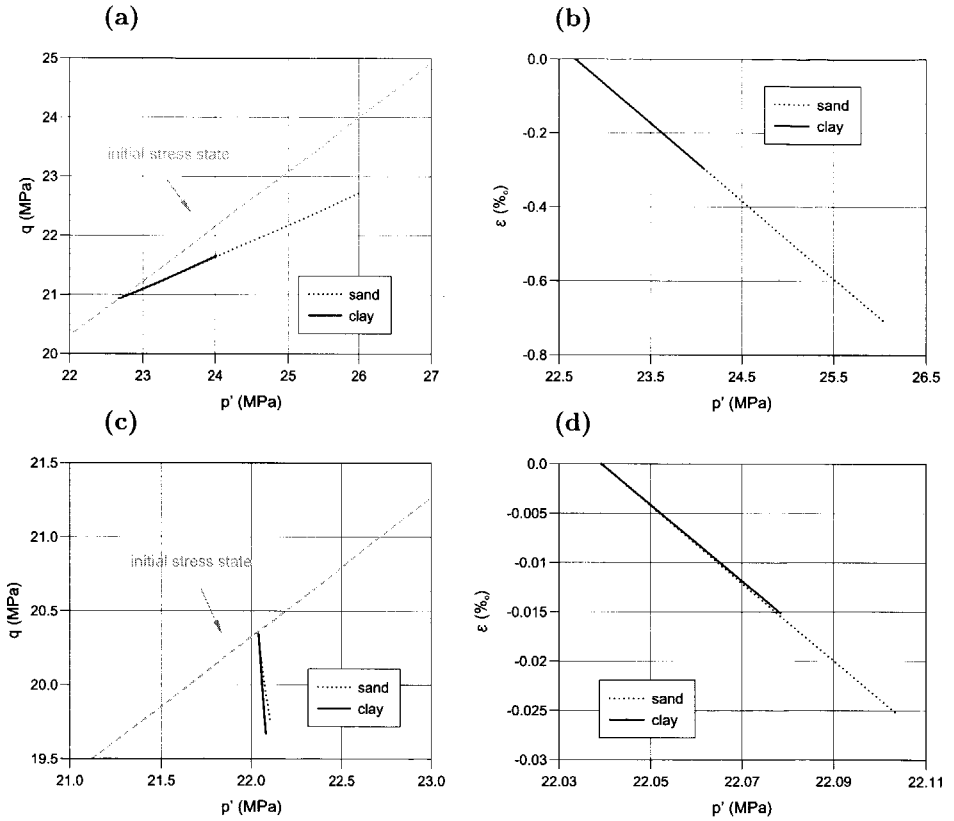 (a)
25
24
23
22
21
20
q (MPa)
initial stress state
sand
clay
22 23 24 25 26 27
p' (MPa)
(b)
0.0
-0.2
-0.4
-0.6
-0.8
ε (‰)
sand
clay
22.5 23.5 24.5 25.5 26.5
p' (MPa)
(c)
21.5
21.0
20.5
20.0
19.5
q (MPa)
initial stress state
sand
clay
21.0 21.5 22.0 22.5 23.0
p' (MPa)
(d)
0.0
-0.005
-0.01
-0.015
-0.02
-0.025
-0.03
ε (‰)
sand
clay
22.03 22.05 22.07 22.09 22.11
p' (MPa)